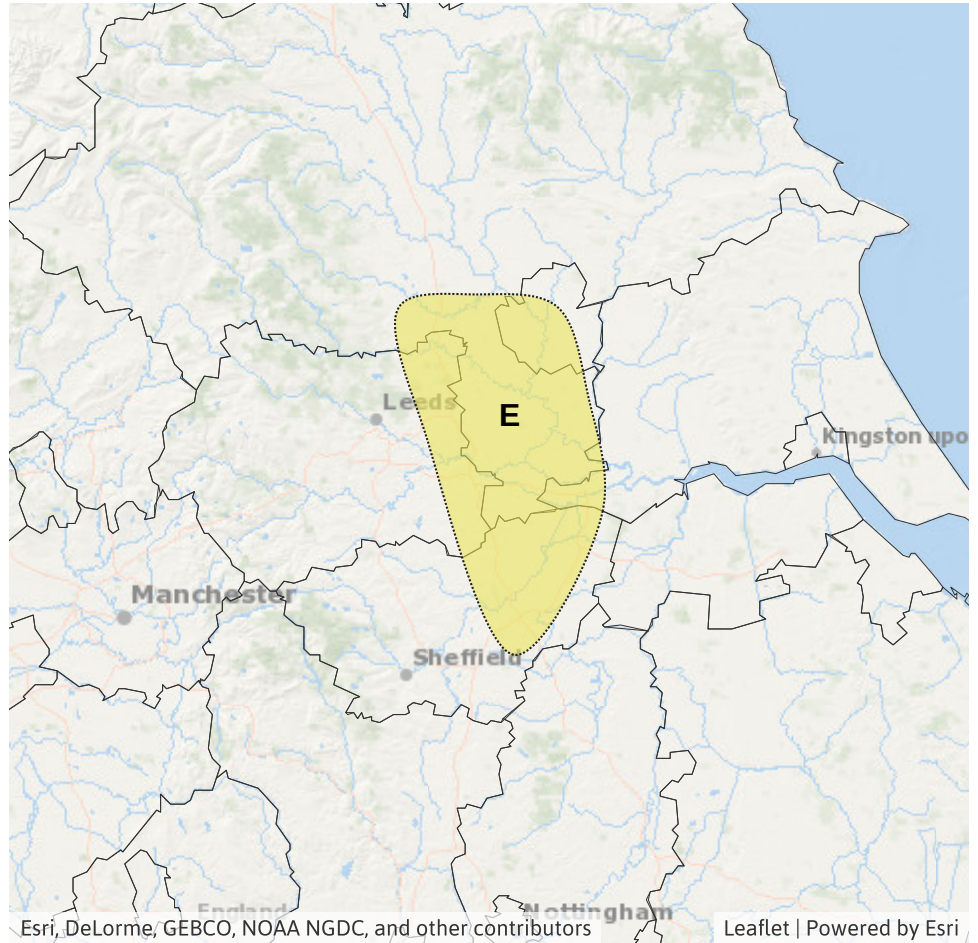 Leeds
E
Kingston upo
Manchester
Sheffield
England
Nottingham
Esri, DeLorme, GEBCO, NOAA NGDC, and other contributors
Leaflet | Powered by Esri